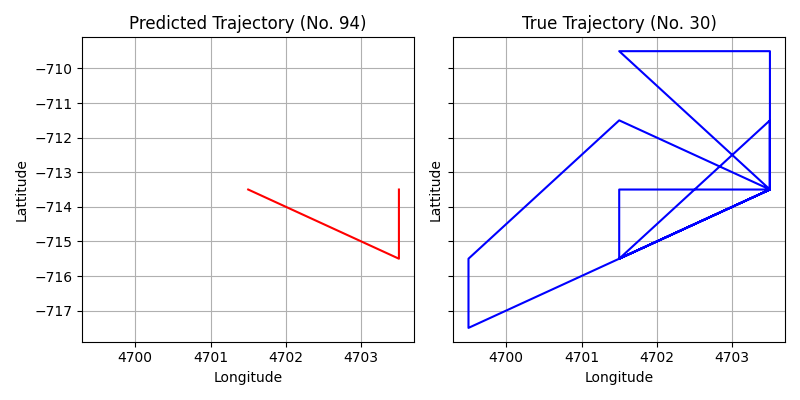 Predicted Trajectory (No. 94)
True Trajectory (No. 30)
−710
−711
−712
−713
−714
−715
−716
−717
Lattitude
Lattitude
4700 4701 4702 4703
4700 4701 4702 4703
Longitude
Longitude